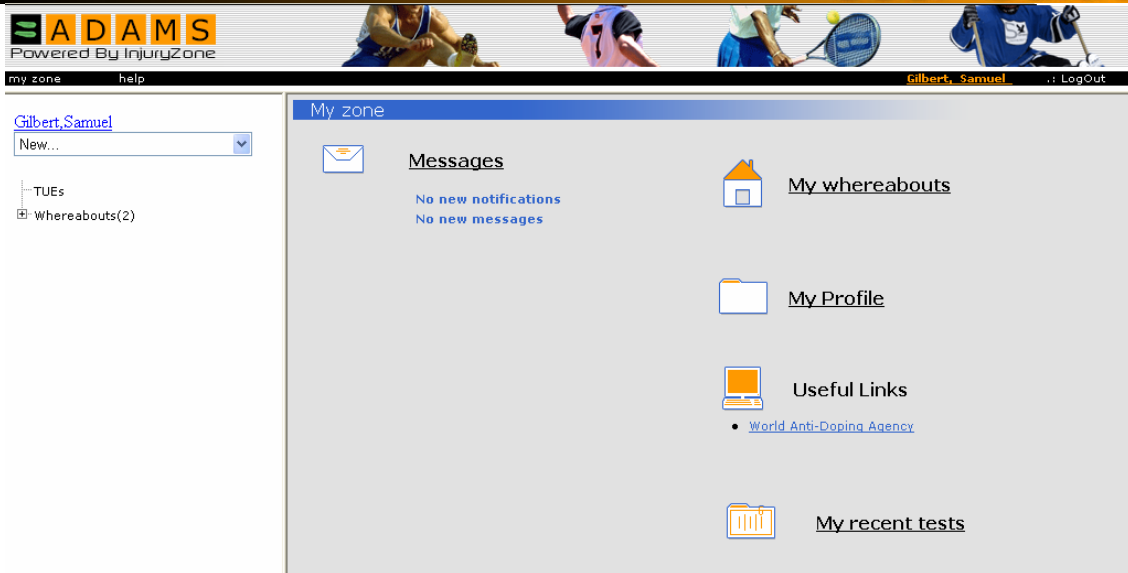 ADAMS
Powered By InjuryZone
my zone help Gilbert, Samuel .: LogOut
Gilbert,Samuel
New...
TUEs
Whereabouts(2)
My zone
Messages
No new notifications
No new messages
My whereabouts
My Profile
Useful Links
World Anti-Doping Agency
My recent tests